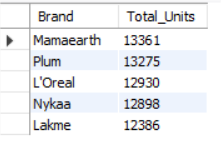 Brand Total_Units
Mamaearth 13361
Plum 13275
L'Oreal 12930
Nykaa 12898
Lakme 12386